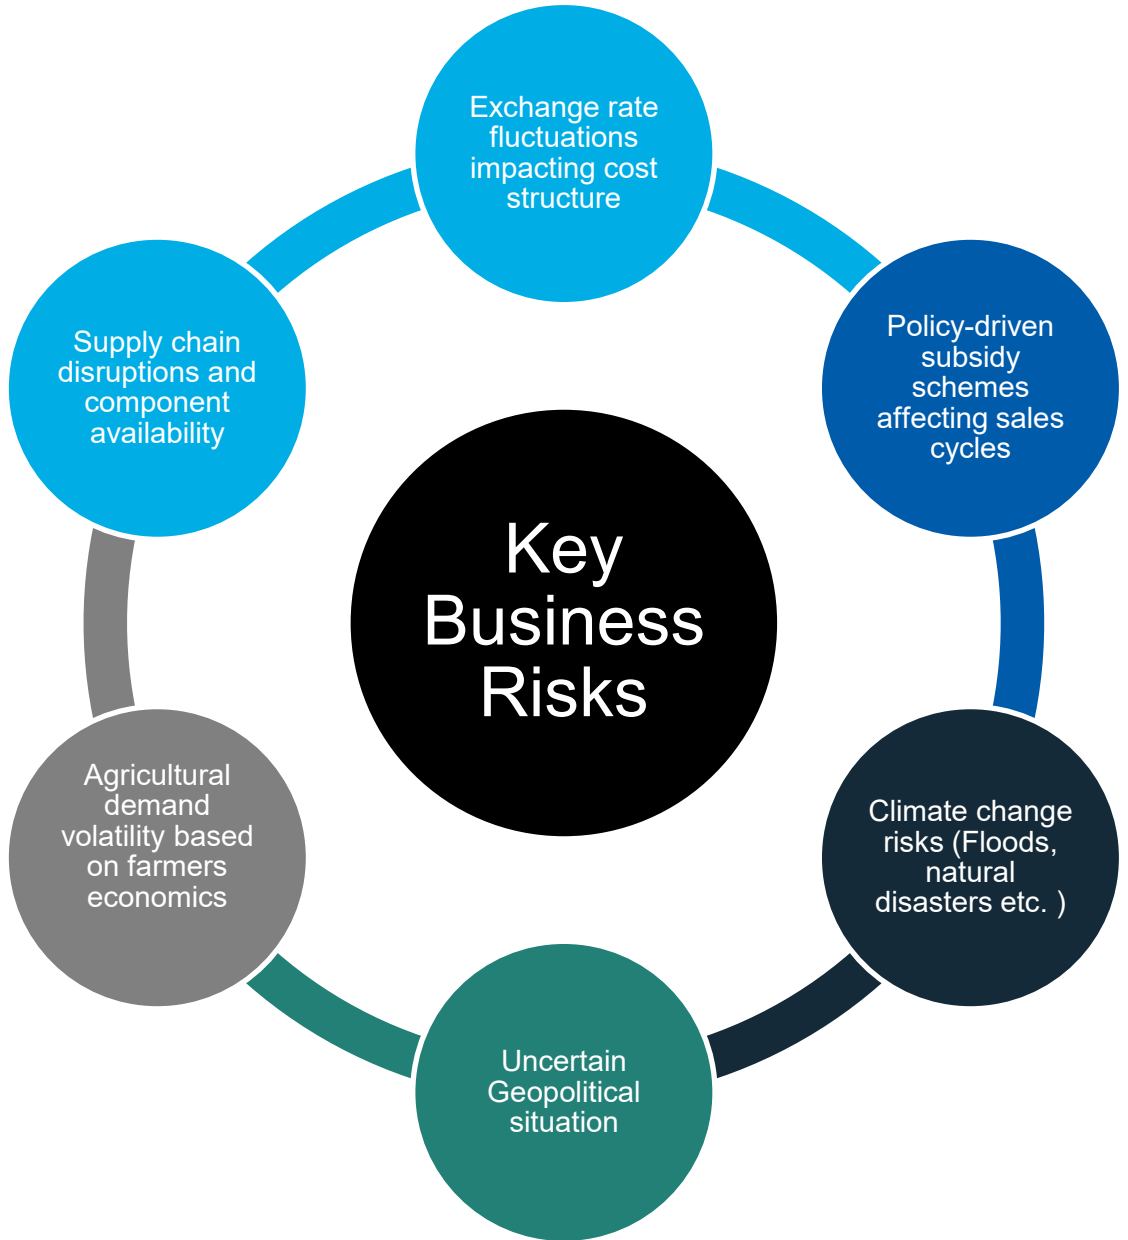 Exchange rate
fluctuations
impacting cost
structure
Policy-driven
subsidy
schemes
affecting sales
cycles
Climate change
risks (Floods,
natural
disasters etc. )
Uncertain
Geopolitical
situation
Agricultural
demand
volatility based
on farmers
economics
Supply chain
disruptions and
component
availability
Key
Business
Risks